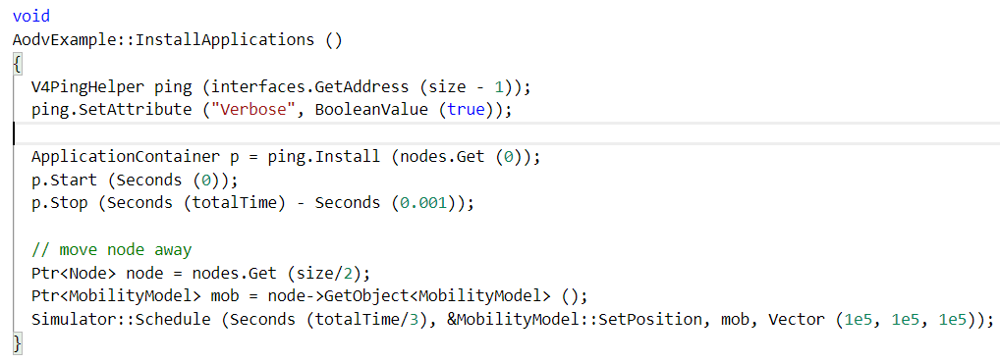 void
AodvExample::InstallApplications ()
{
  V4PingHelper ping (interfaces.GetAddress (size - 1));
  ping.SetAttribute ("Verbose", BooleanValue (true));

  ApplicationContainer p = ping.Install (nodes.Get (0));
  p.Start (Seconds (0));
  p.Stop (Seconds (totalTime) - Seconds (0.001));

  // move node away
  Ptr<Node> node = nodes.Get (size/2);
  Ptr<MobilityModel> mob = node->GetObject<MobilityModel> ();
  Simulator::Schedule (Seconds (totalTime/3), &MobilityModel::SetPosition, mob, Vector (1e5, 1e5, 1e5));
}